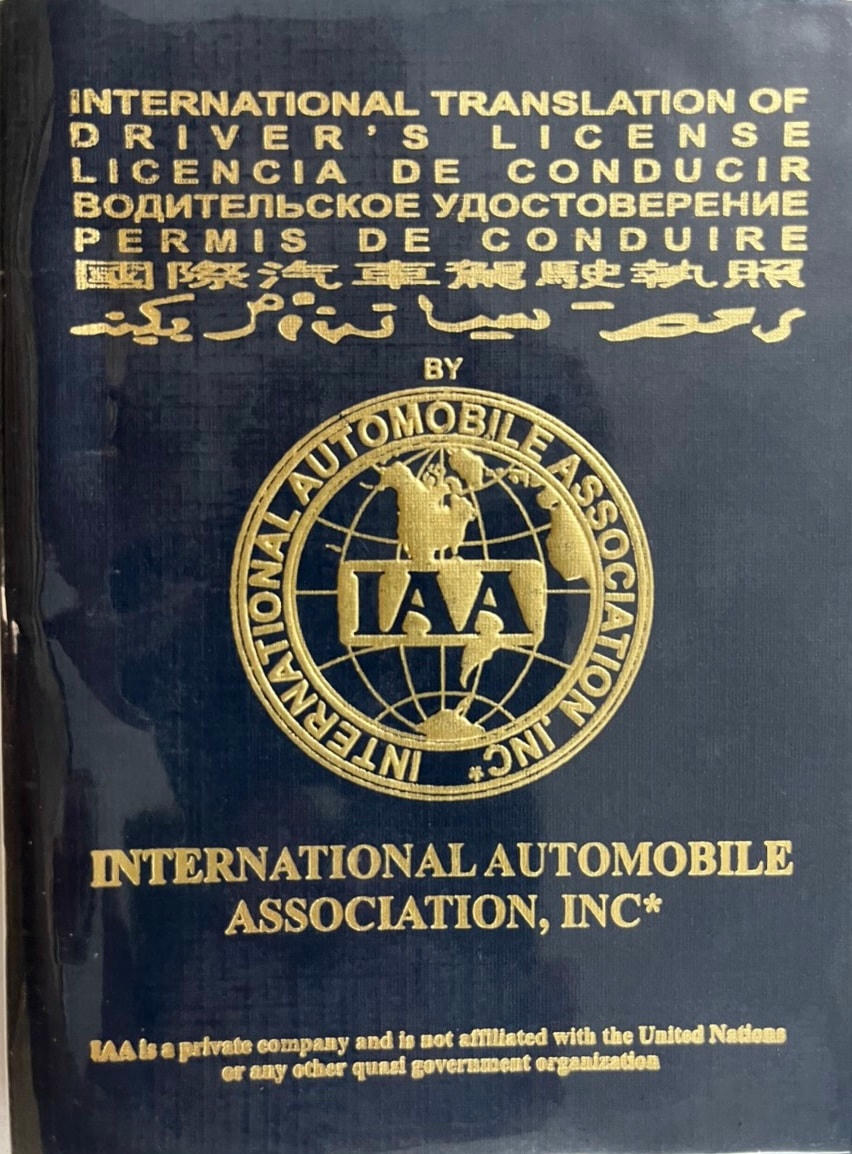 INTERNATIONAL TRANSLATION OF
DRIVER'S LICENSE
LICENCIA DE CONDUCIR
ВОДИТЕЛЬСКОЕ УДОСТОВЕРЕНИЕ
PERMIS DE CONDUIRE
國際汽車駕駛執照
BY
INTERNATIONAL AUTOMOBILE ASSOCIATION, INC*
IAA
INTERNATIONAL AUTOMOBILE
ASSOCIATION, INC*
IAA is a private company and is not affiliated with the United Nations
or any other quasi government organization